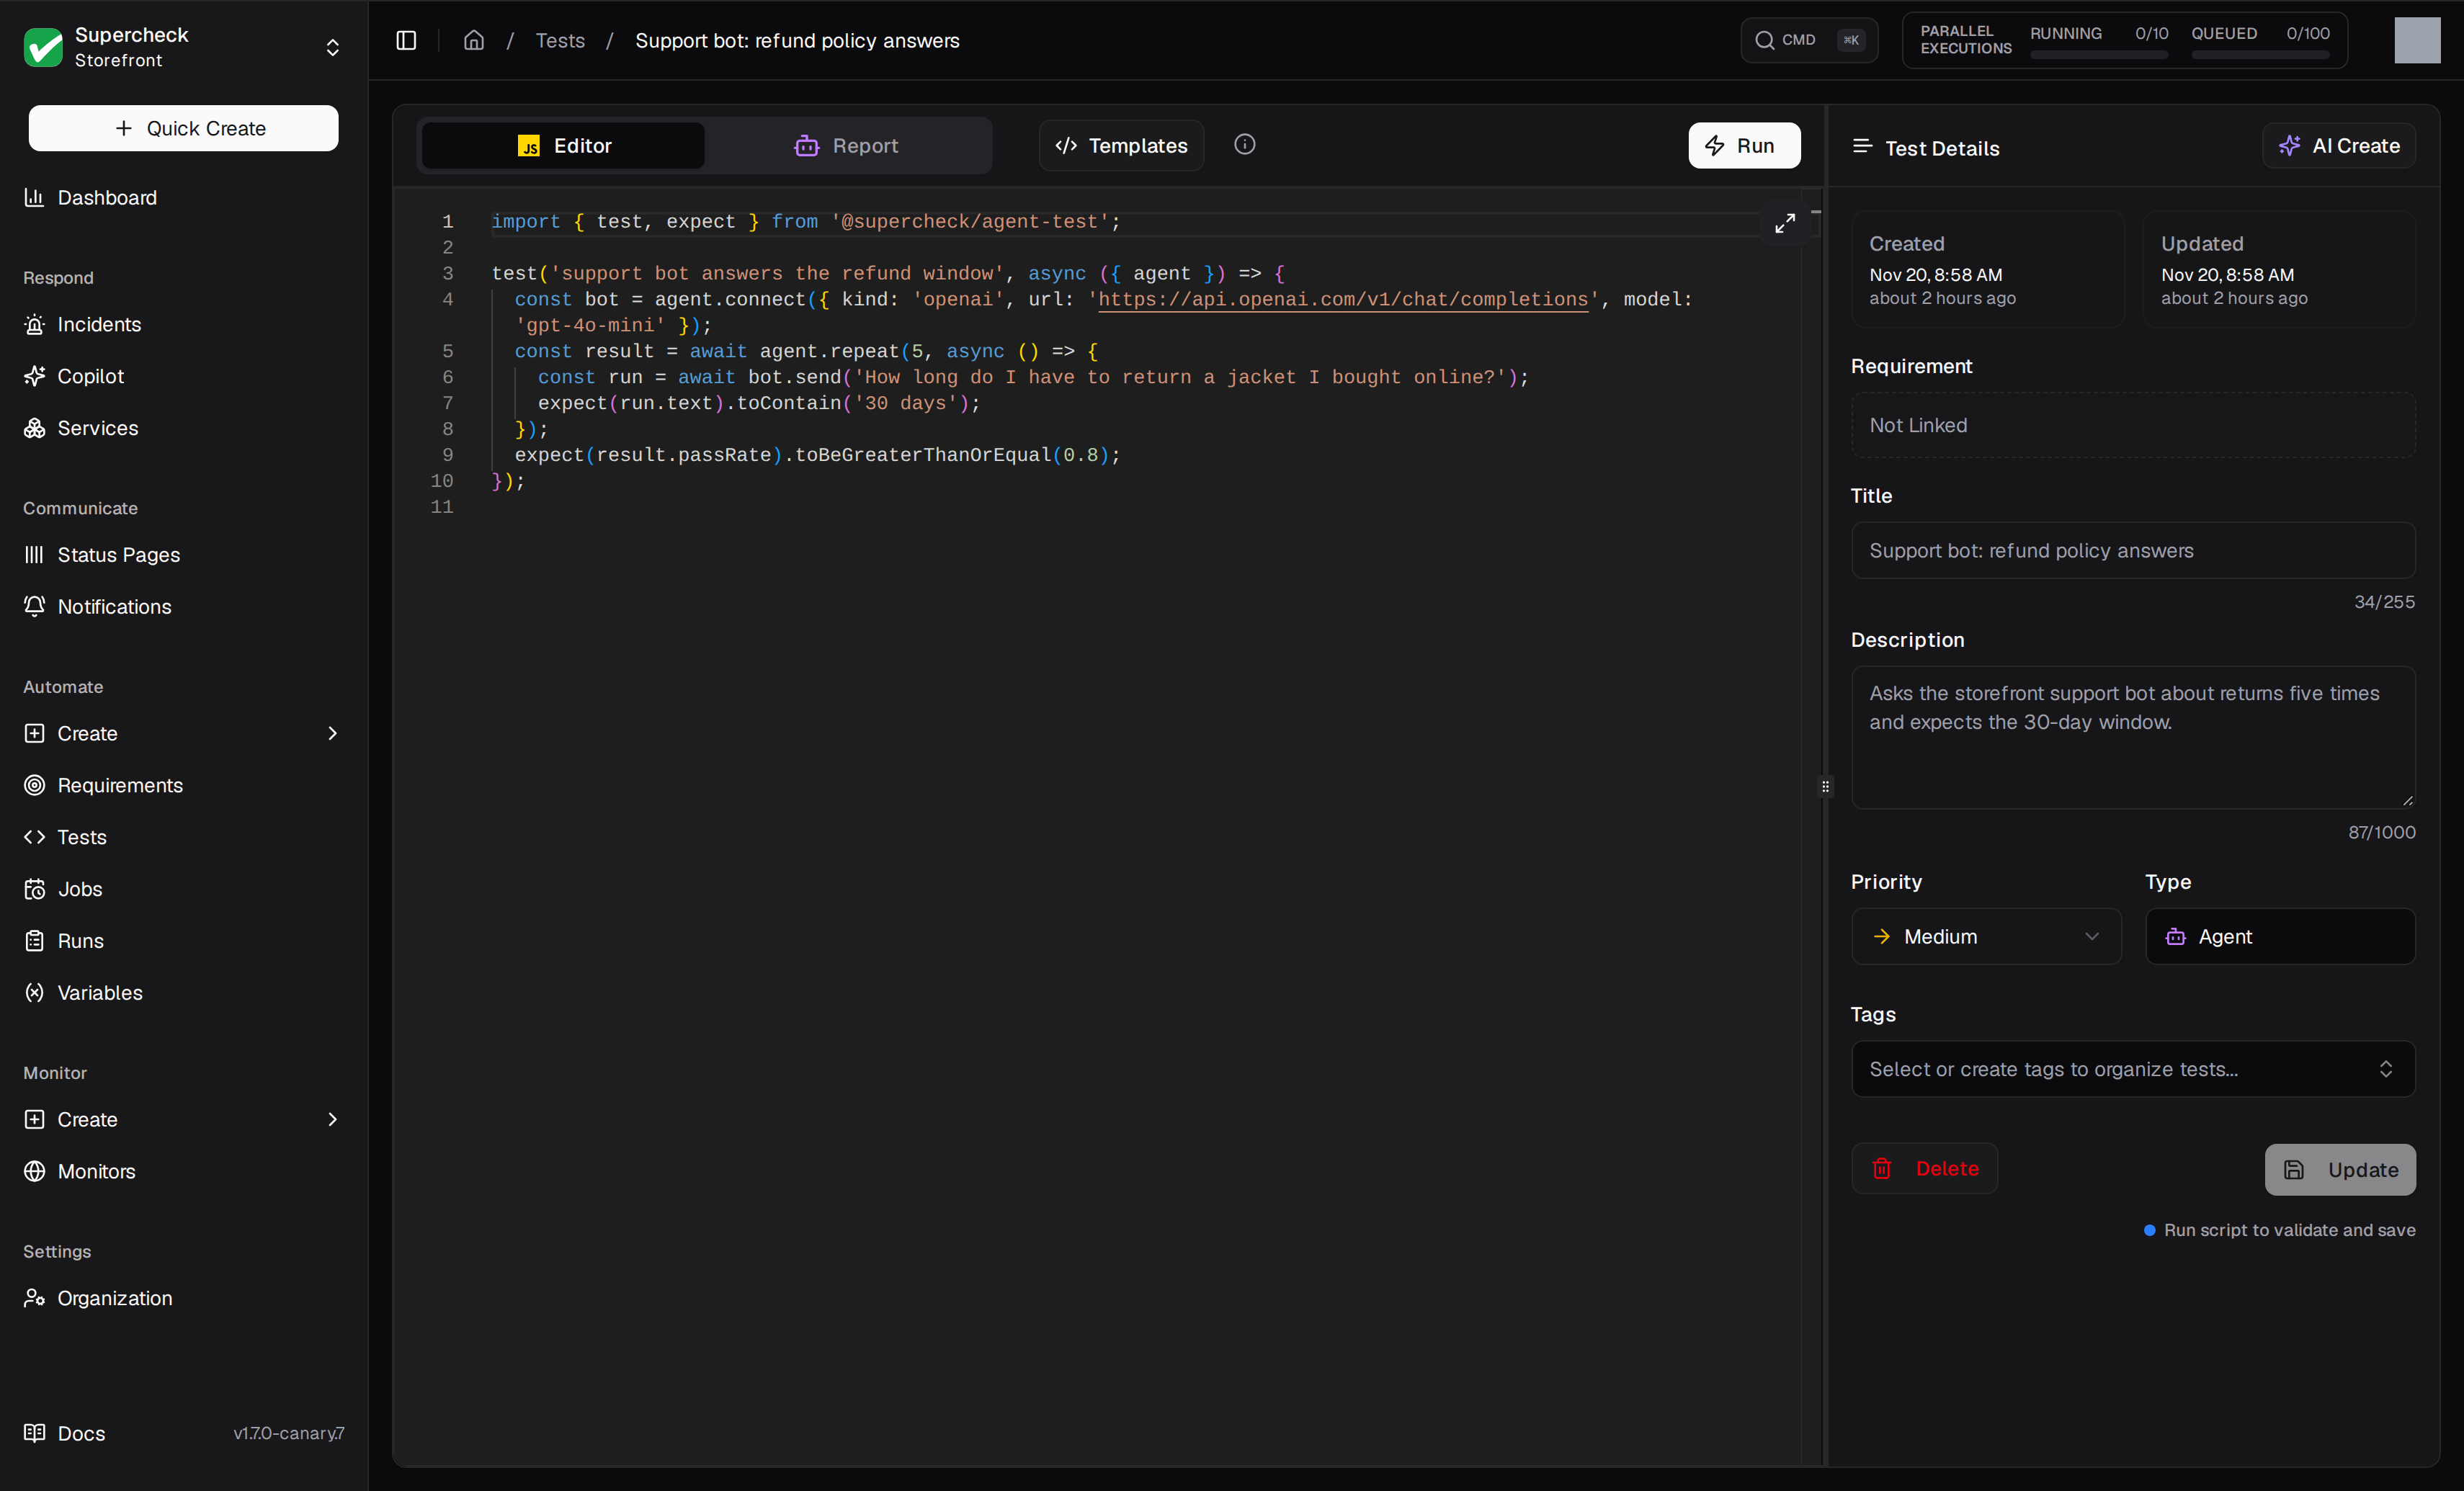 Supercheck
Storefront
Quick Create
Dashboard
Respond
Incidents
Copilot
Services
Communicate
Status Pages
Notifications
Automate
Create
Requirements
Tests
Jobs
Runs
Variables
Monitor
Create
Monitors
Settings
Organization
Docs
v1.7.0-canary.7
/ Tests / Support bot: refund policy answers
CMD ⌘K
PARALLEL EXECUTIONS
RUNNING 0/10
QUEUED 0/100
JS Editor
Report
Templates
Run
1 import { test, expect } from '@supercheck/agent-test';
2
3 test('support bot answers the refund window', async ({ agent }) => {
4 const bot = agent.connect({ kind: 'openai', url: 'https://api.openai.com/v1/chat/completions', model:
'gpt-4o-mini' });
5 const result = await agent.repeat(5, async () => {
6 const run = await bot.send('How long do I have to return a jacket I bought online?');
7 expect(run.text).toContain('30 days');
8 });
9 expect(result.passRate).toBeGreaterThanOrEqual(0.8);
10 });
11
Test Details
AI Create
Created
Nov 20, 8:58 AM
about 2 hours ago
Updated
Nov 20, 8:58 AM
about 2 hours ago
Requirement
Not Linked
Title
Support bot: refund policy answers
34/255
Description
Asks the storefront support bot about returns five times
and expects the 30-day window.
87/1000
Priority
Medium
Type
Agent
Tags
Select or create tags to organize tests...
Delete
Update
Run script to validate and save